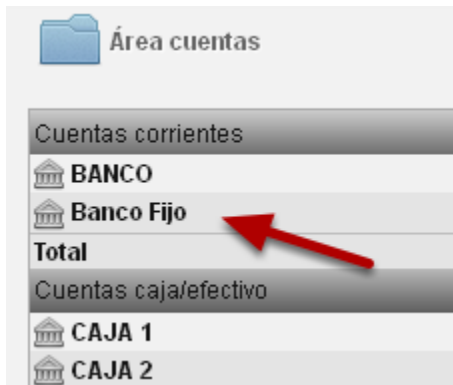 Área cuentas
Cuentas corrientes
BANCO
Banco Fijo
Total
Cuentas caja/efectivo
CAJA 1
CAJA 2